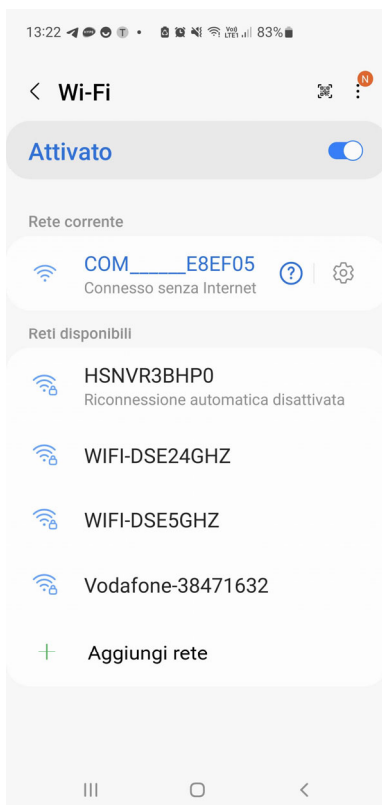 13:22 83%
Wi-Fi
N
Attivato
Rete corrente
COM______E8EF05
Connesso senza Internet
Reti disponibili
HSNVR3BHP0
Riconnessione automatica disattivata
WIFI-DSE24GHZ
WIFI-DSE5GHZ
Vodafone-38471632
Aggiungi rete